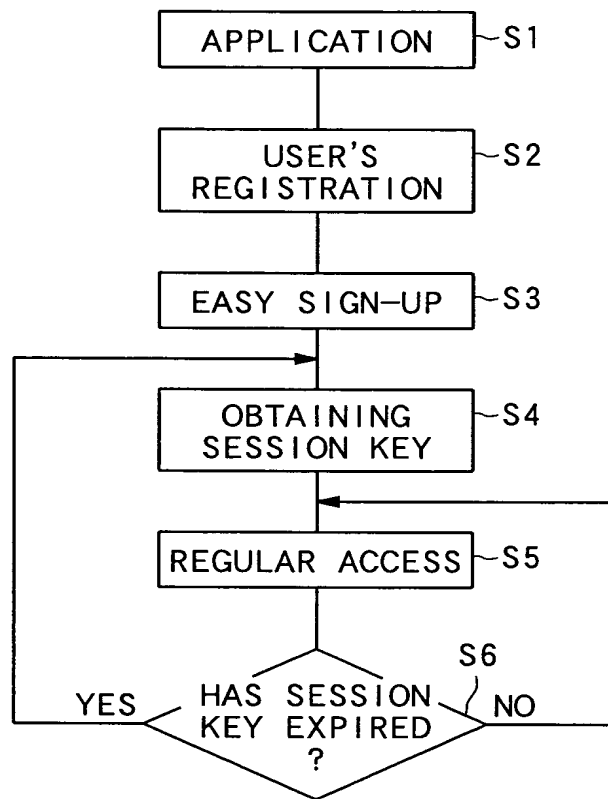 APPLICATION S1
USER'S
REGISTRATION
S2
EASY SIGN-UP S3
OBTAINING
SESSION KEY
S4
REGULAR ACCESS S5
S6
YES
HAS SESSION
KEY EXPIRED
?
NO